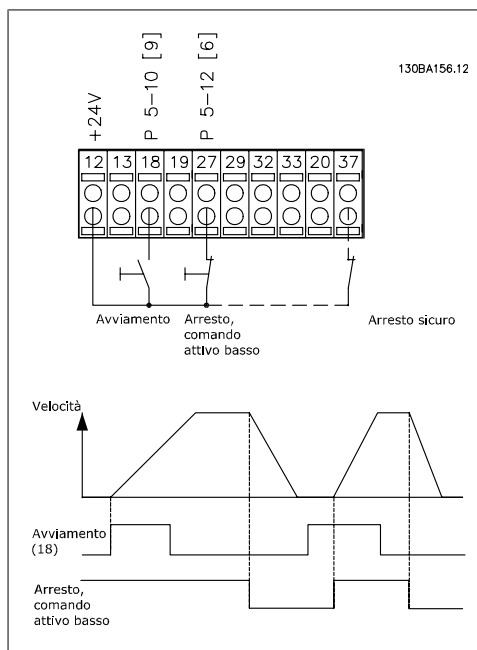 130BA156.12
+24V
P 5-10 [9]
P 5-12 [6]
12 13 18 19 27 29 32 33 20 37
Avviamento
Arresto,
comando
attivo basso
Arresto sicuro
Velocità
Avviamento
(18)
Arresto,
comando
attivo basso